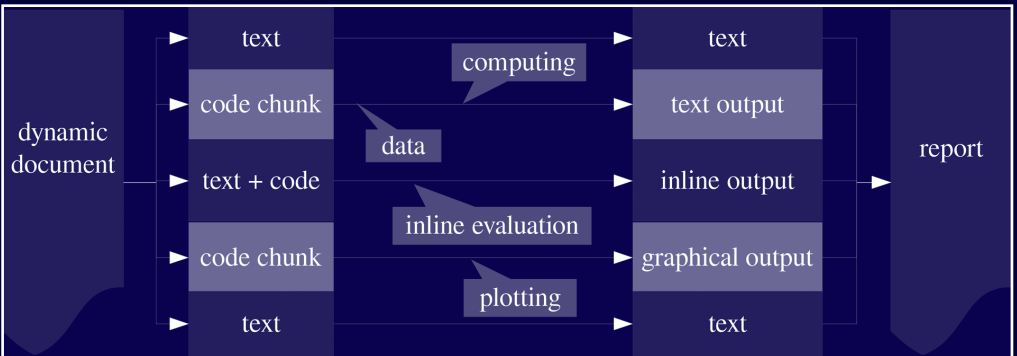 dynamic
document
text
code chunk
text + code
code chunk
text
computing
data
inline evaluation
plotting
text
text output
inline output
graphical output
text
report